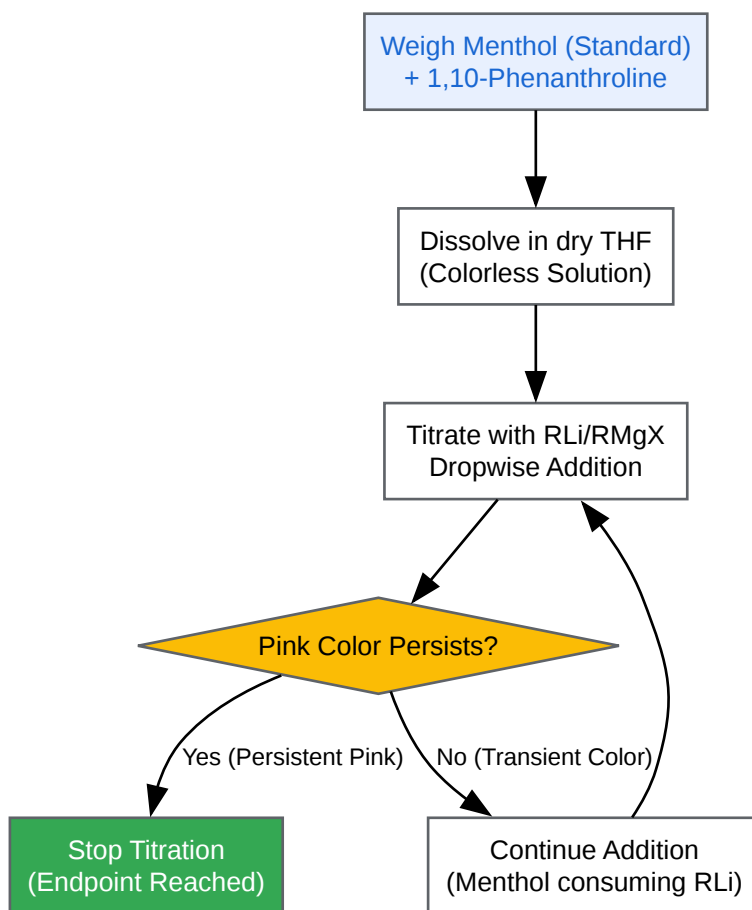 Weigh Menthol (Standard)
+ 1,10-Phenanthroline
Dissolve in dry THF
(Colorless Solution)
Titrate with RLi/RMgX
Dropwise Addition
Pink Color Persists?
Yes (Persistent Pink)
No (Transient Color)
Stop Titration
(Endpoint Reached)
Continue Addition
(Menthol consuming RLi)